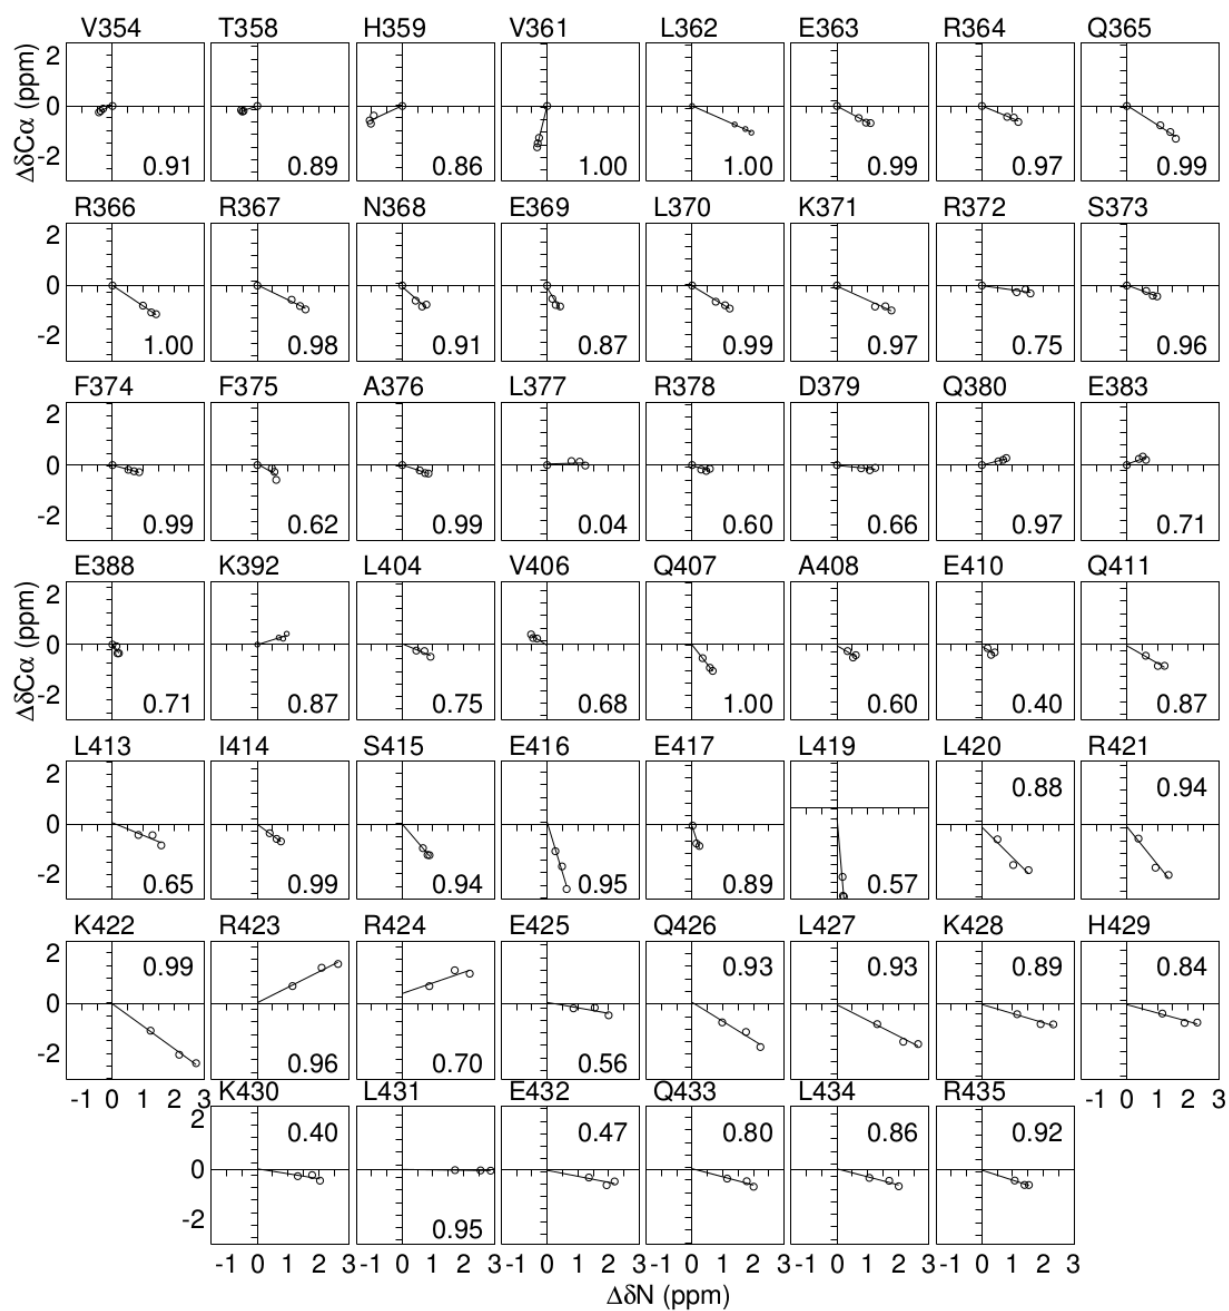 V354 T358 H359 V361 L362 E363 R364 Q365
ΔδCα (ppm)
0
-2
0.91 0.89 0.86 1.00 1.00 0.99 0.97 0.99
R366 R367 N368 E369 L370 K371 R372 S373
2
0
-2
1.00 0.98 0.91 0.87 0.99 0.97 0.75 0.96
F374 F375 A376 L377 R378 D379 Q380 E383
2
0
-2
0.99 0.62 0.99 0.04 0.60 0.66 0.97 0.71
E388 K392 L404 V406 Q407 A408 E410 Q411
ΔδCα (ppm)
2
0
-2
0.71 0.87 0.75 0.68 1.00 0.60 0.40 0.87
L413 I414 S415 E416 E417 L419 L420 R421
2
0.88 0.94
0
-2
0.65 0.99 0.94 0.95 0.89 0.57
K422 R423 R424 E425 Q426 L427 K428 H429
2
0.99 0.93 0.93 0.89 0.84
0
-2
0.96 0.70 0.56
-1 0 1 2 3 -1 0 1 2 3
K430 L431 E432 Q433 L434 R435
2
0.40 0.47 0.80 0.86 0.92
0
-2
0.95
-1 0 1 2 3 -1 0 1 2 3 -1 0 1 2 3 -1 0 1 2 3 -1 0 1 2 3 -1 0 1 2 3
ΔδN (ppm)